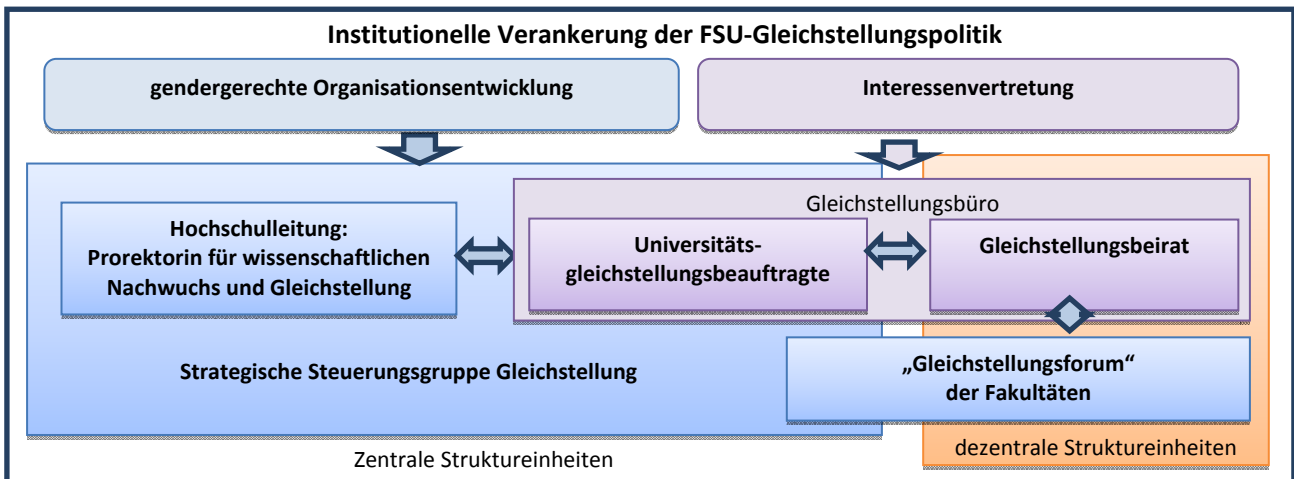 Institutionelle Verankerung der FSU-Gleichstellungspolitik
gendergerechte Organisationsentwicklung
Interessenvertretung
Gleichstellungsbüro
Hochschulleitung:
Prorektorin für wissenschaftlichen
Nachwuchs und Gleichstellung
Universitäts-
gleichstellungsbeauftragte
Gleichstellungsbeirat
Strategische Steuerungsgruppe Gleichstellung
„Gleichstellungsforum“
der Fakultäten
Zentrale Struktureinheiten
dezentrale Struktureinheiten